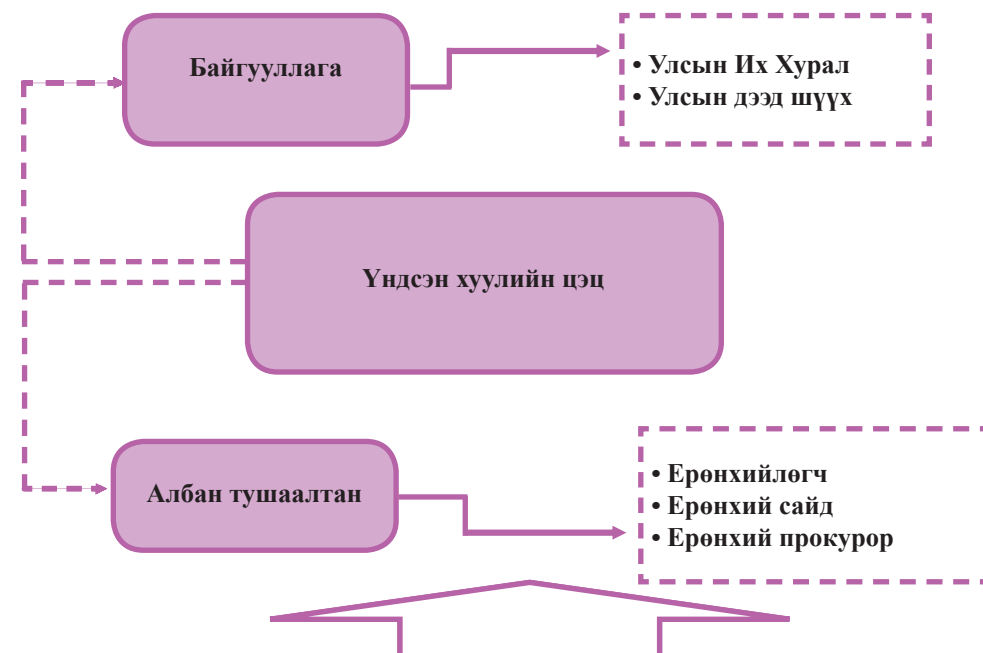 Байгууллага
• Улсын Их Хурал
• Улсын дээд шүүх
Үндсэн хуулийн цэц
Албан тушаалтан
• Ерөнхийлөгч
• Ерөнхий сайд
• Ерөнхий прокурор